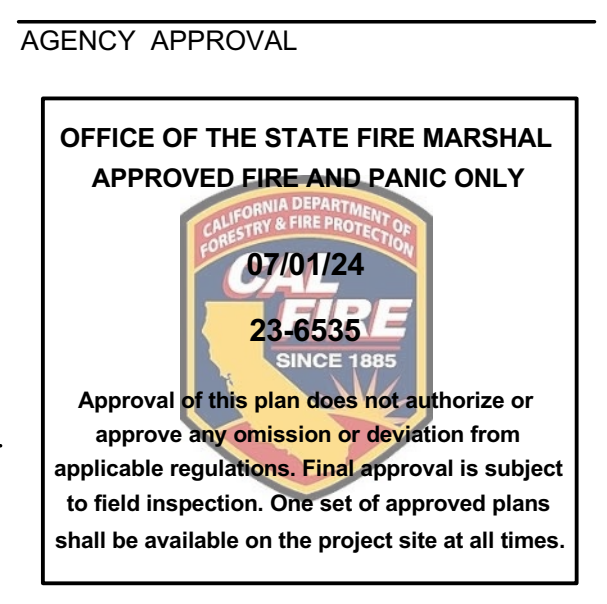 AGENCY APPROVAL
OFFICE OF THE STATE FIRE MARSHAL
APPROVED FIRE AND PANIC ONLY
CALIFORNIA DEPARTMENT OF
FORESTRY & FIRE PROTECTION
07/01/24
CAL
FIRE
23-6535
SINCE 1885
Approval of this plan does not authorize or
approve any omission or deviation from
applicable regulations. Final approval is subject
to field inspection. One set of approved plans
shall be available on the project site at all times.